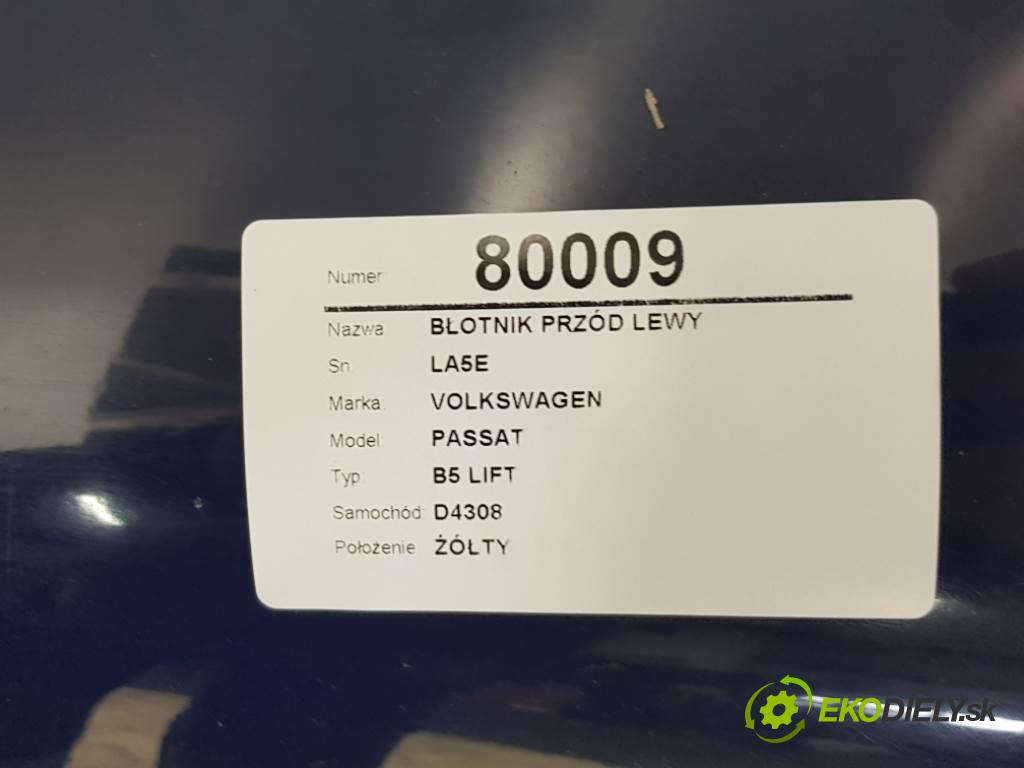 Numer: 80009
Nazwa: BŁOTNIK PRZÓD LEWY
Sn: LA5E
Marka: VOLKSWAGEN
Model: PASSAT
Typ: B5 LIFT
Samochód: D4308
Położenie: ŻÓŁTY
EKODIELY.sk